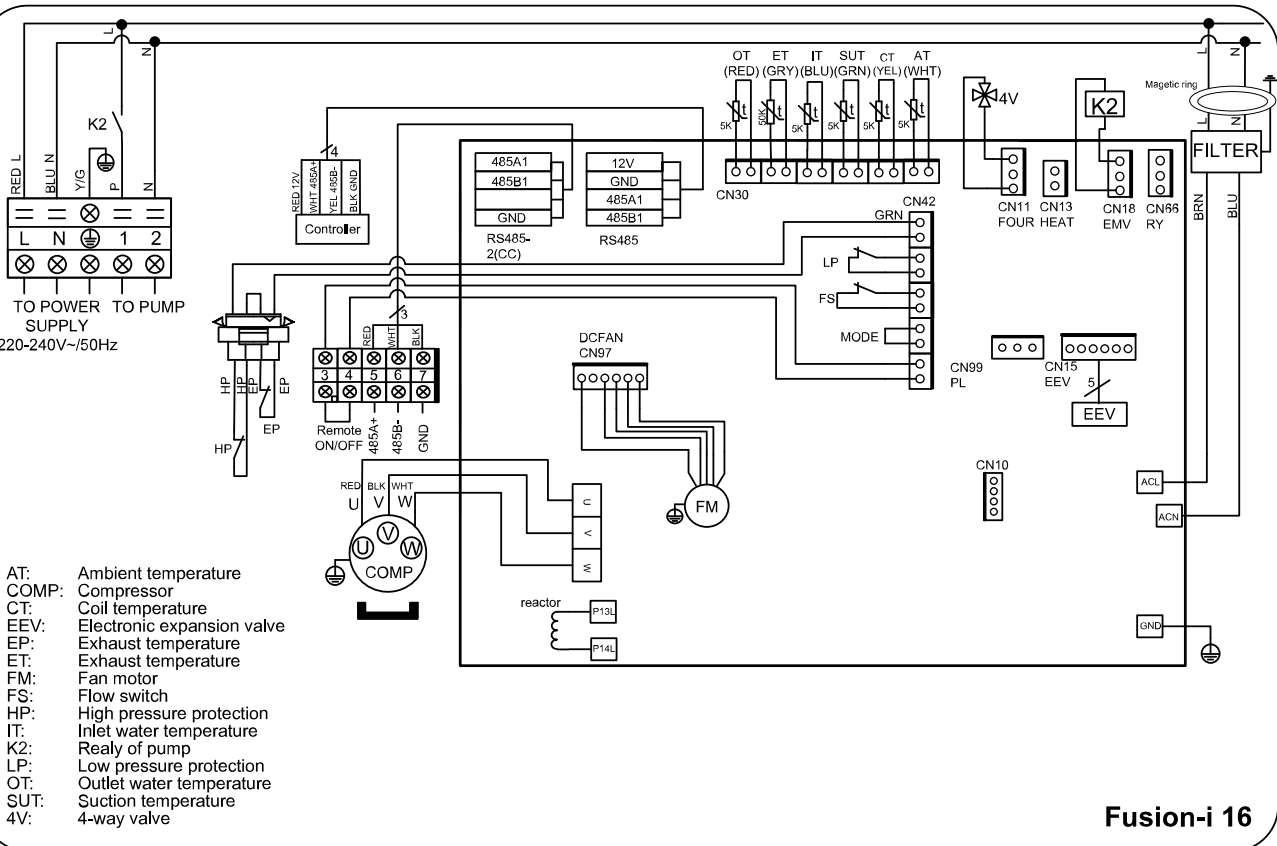 L
N
L
N
K2
RED L
BLU N
Y/G
P
N
L N 1 2
TO POWER
SUPPLY
220-240V~/50Hz
TO PUMP
4
RED 12V
WHT 485A+
YEL 485B-
BLK GND
Controller
485A1
485B1
GND
RS485-
2(CC)
12V
GND
485A1
485B1
RS485
OT ET IT SUT CT AT
(RED) (GRY) (BLU) (GRN) (YEL) (WHT)
t t t t t t
5K 50K 5K 5K 5K 5K
CN30
4V
K2
CN11
FOUR
CN13
HEAT
CN18
EMV
CN66
RY
Magetic ring
L N
FILTER
BRN
BLU
CN42
GRN
LP
FS
MODE
CN99
PL
CN15
EEV
5
EEV
HP
HP
EP
EP
HP
EP
3
RED
WHT
BLK
3 4 5 6 7
Remote
ON/OFF
485A+
485B-
GND
DCFAN
CN97
FM
CN10
RED BLK WHT
U V W
U V W
COMP
U
V
W
reactor
P13L
P14L
ACL
ACN
GND
AT: Ambient temperature
COMP: Compressor
CT: Coil temperature
EEV: Electronic expansion valve
EP: Exhaust temperature
ET: Exhaust temperature
FM: Fan motor
FS: Flow switch
HP: High pressure protection
IT: Inlet water temperature
K2: Realy of pump
LP: Low pressure protection
OT: Outlet water temperature
SUT: Suction temperature
4V: 4-way valve
Fusion-i 16